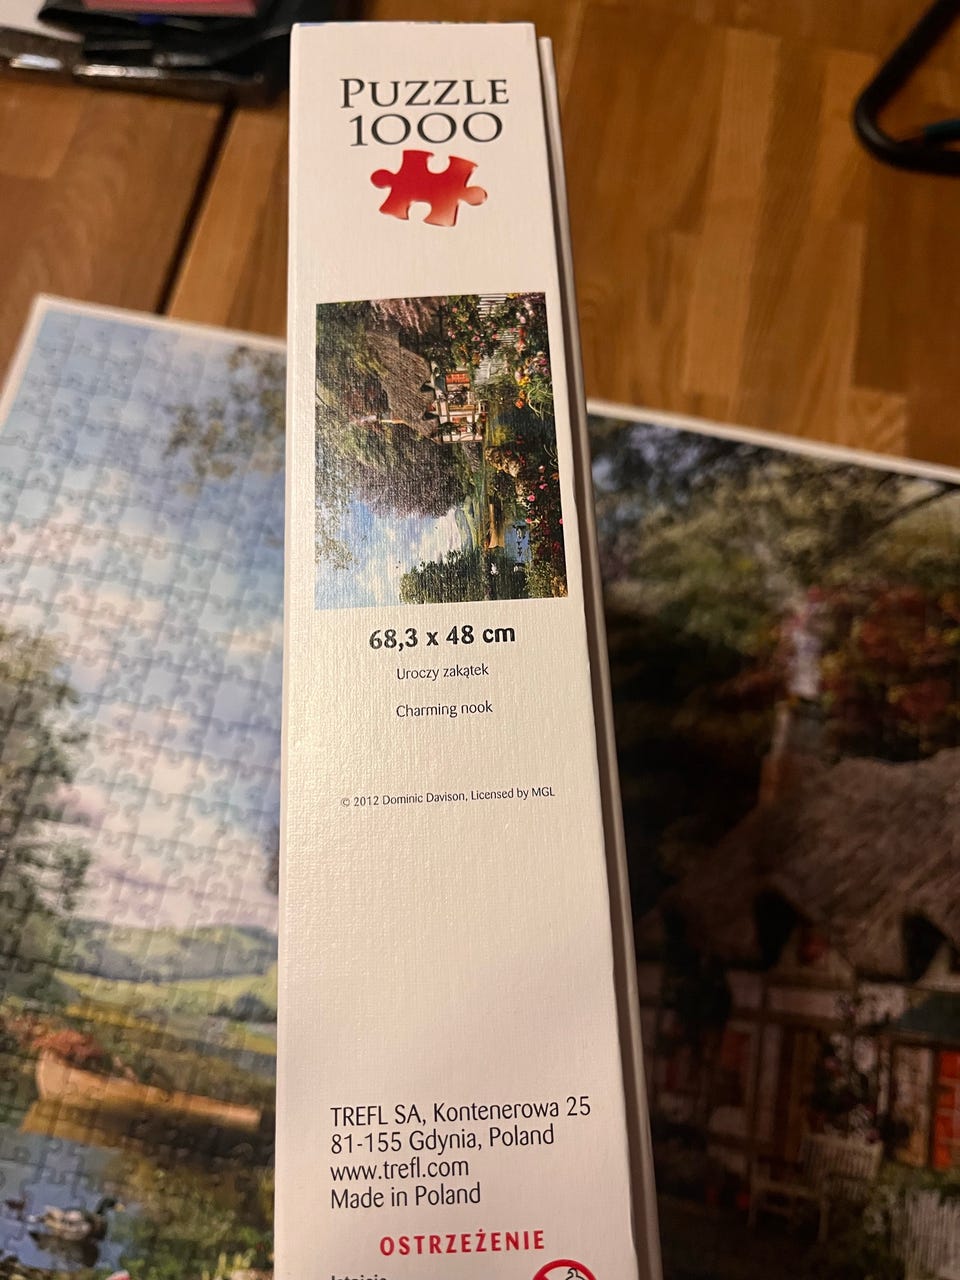 PUZZLE
1000
68,3 x 48 cm
Uroczy zakątek
Charming nook
© 2012 Dominic Davison, Licensed by MGL
TREFL SA, Kontenerowa 25
81-155 Gdynia, Poland
www.trefl.com
Made in Poland
OSTRZEŻENIE